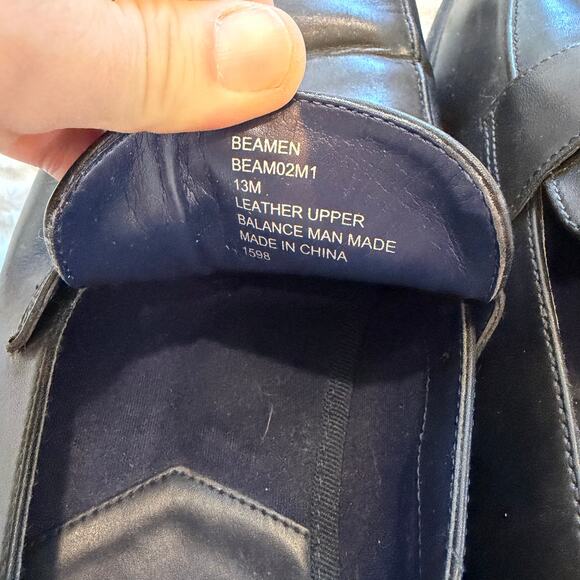 BEAMEN
BEAM02M1
13M
LEATHER UPPER
BALANCE MAN MADE
MADE IN CHINA
1598